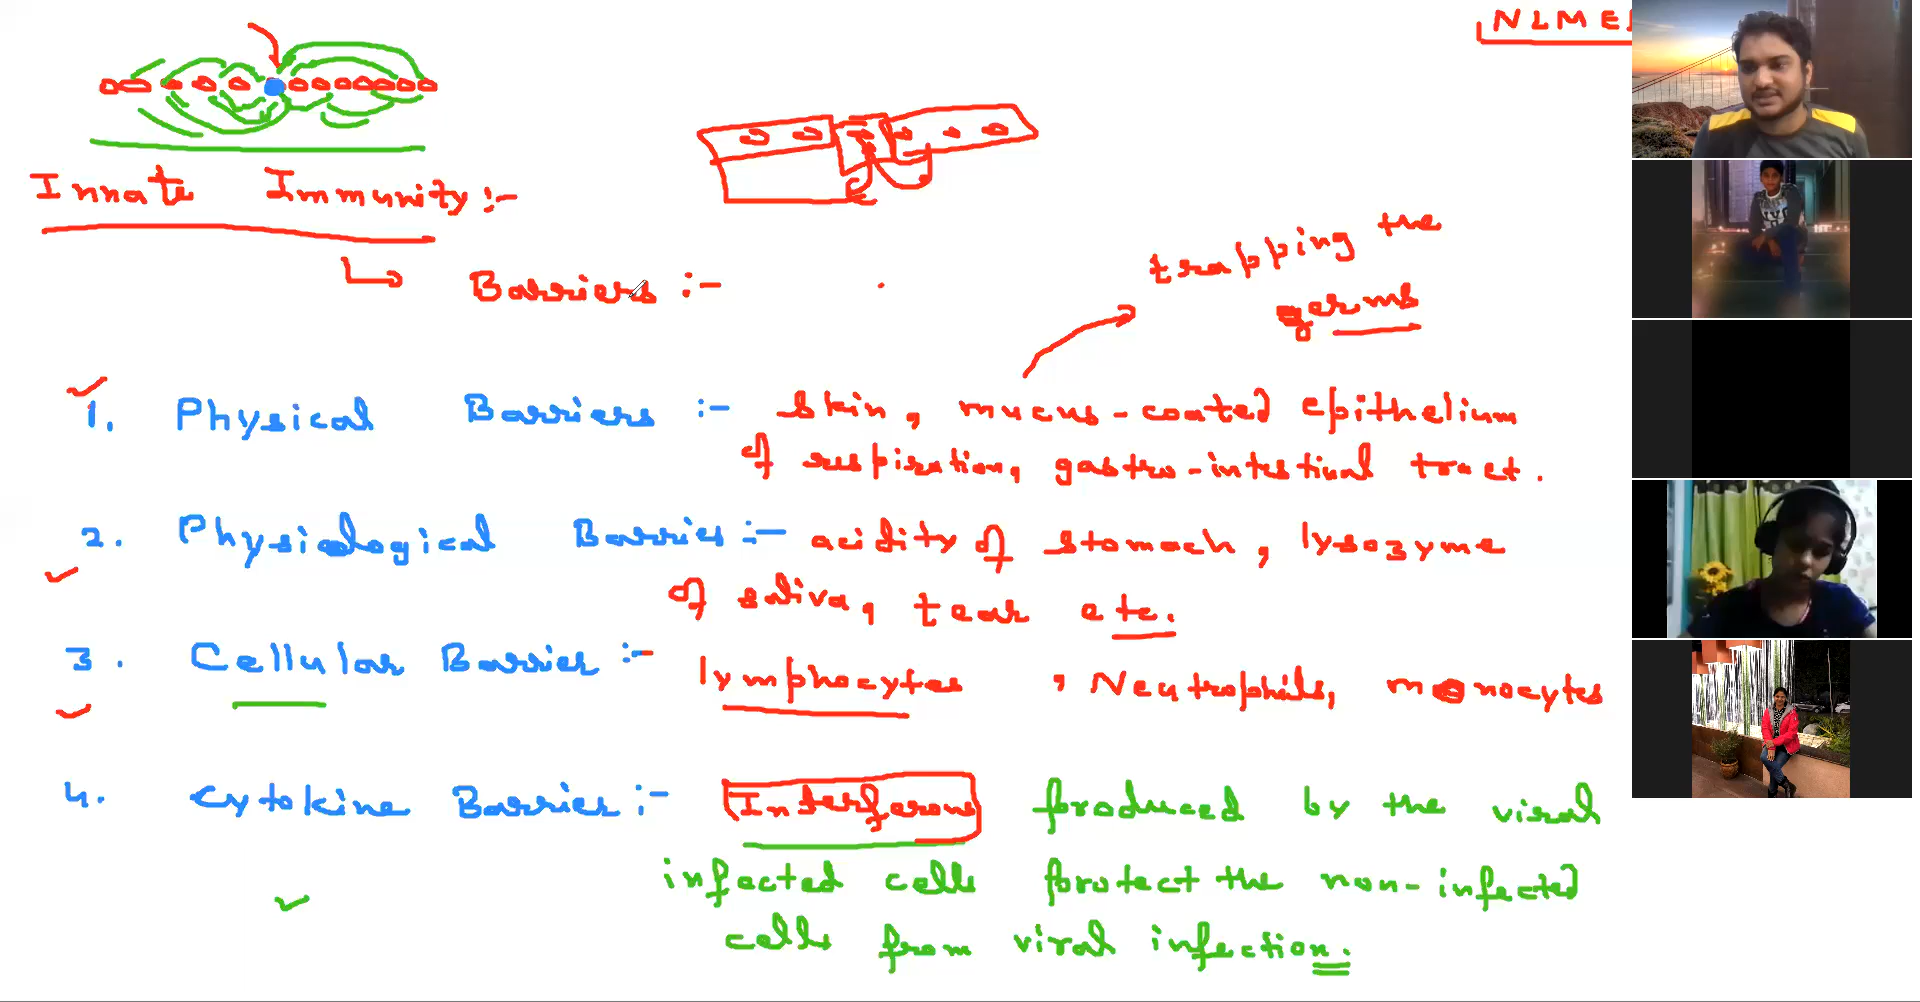 NLME
Innate Immunity :-
Barriers :-
trapping the
germs
1. Physical Barriers :- Skin, mucus-coated epithelium
of respiration, gastro-intestinal tract.
2. Physiological Barrier :- acidity of stomach, lysozyme
of saliva, tear etc.
3. Cellular Barrier :- lymphocytes, Neutrophils, monocytes
4. Cytokine Barrier :- Interferons produced by the viral
infected cells protect the non-infected
cells from viral infection.